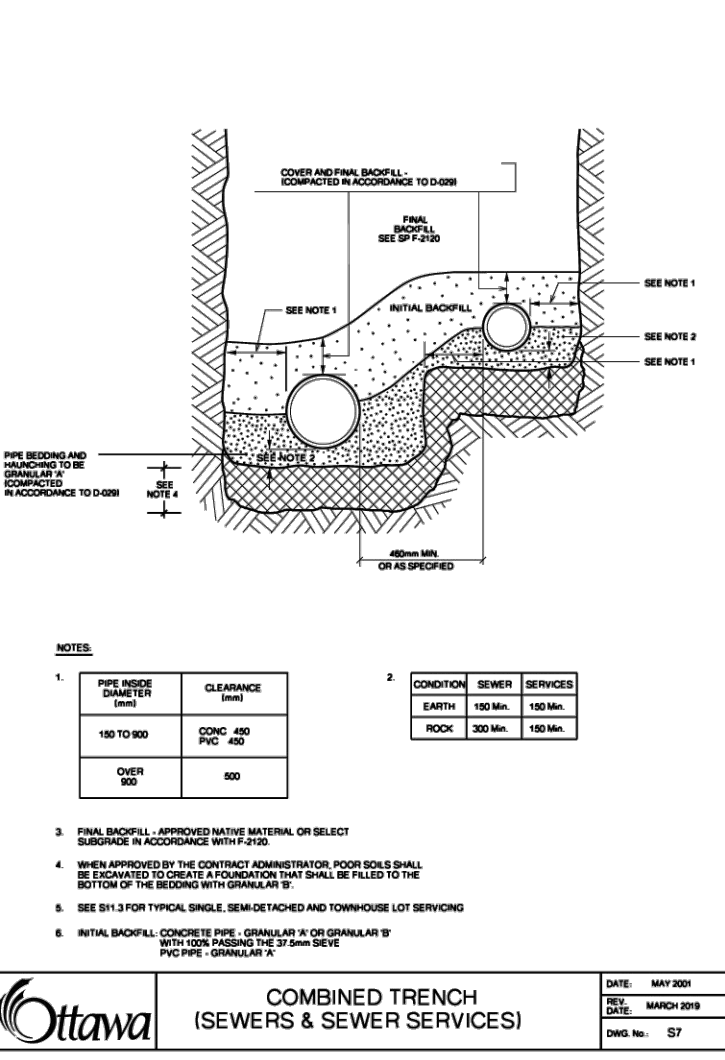 COVER AND FINAL BACKFILL -
(COMPACTED IN ACCORDANCE TO D-029)
FINAL
BACKFILL
SEE SP F-2120
SEE NOTE 1
SEE NOTE 1
INITIAL BACKFILL
SEE NOTE 2
SEE NOTE 1
PIPE BEDDING AND
HAUNCHING TO BE
GRANULAR 'A'
(COMPACTED
IN ACCORDANCE TO D-029)
SEE NOTE 2
SEE
NOTE 4
460mm MIN.
OR AS SPECIFIED
NOTES:
1.
PIPE INSIDE
DIAMETER
(mm)
CLEARANCE
(mm)
150 TO 900
CONC 450
PVC 450
OVER
900
500
2.
CONDITION SEWER SERVICES
EARTH 150 Min. 150 Min.
ROCK 300 Min. 150 Min.
3. FINAL BACKFILL - APPROVED NATIVE MATERIAL OR SELECT
SUBGRADE IN ACCORDANCE WITH F-2120.
4. WHEN APPROVED BY THE CONTRACT ADMINISTRATOR, POOR SOILS SHALL
BE EXCAVATED TO CREATE A FOUNDATION THAT SHALL BE FILLED TO THE
BOTTOM OF THE BEDDING WITH GRANULAR 'B'.
5. SEE S11.3 FOR TYPICAL SINGLE, SEMI-DETACHED AND TOWNHOUSE LOT SERVICING
6. INITIAL BACKFILL: CONCRETE PIPE - GRANULAR 'A' OR GRANULAR 'B'
WITH 100% PASSING THE 37.5mm SIEVE
PVC PIPE - GRANULAR 'A'
Ottawa
COMBINED TRENCH
(SEWERS & SEWER SERVICES)
DATE: MAY 2001
REV.
DATE: MARCH 2019
DWG. No.: S7